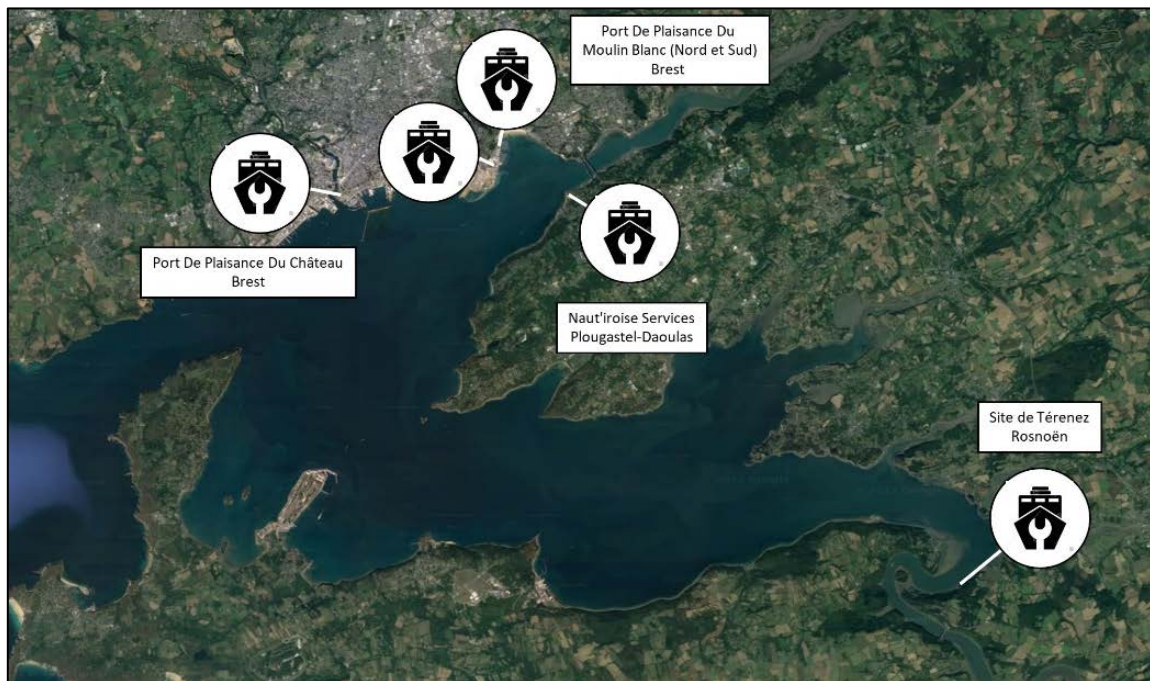 Port De Plaisance Du
Moulin Blanc (Nord et Sud)
Brest
Port De Plaisance Du Château
Brest
Naut'iroise Services
Plougastel-Daoulas
Site de Térenez
Rosnoën